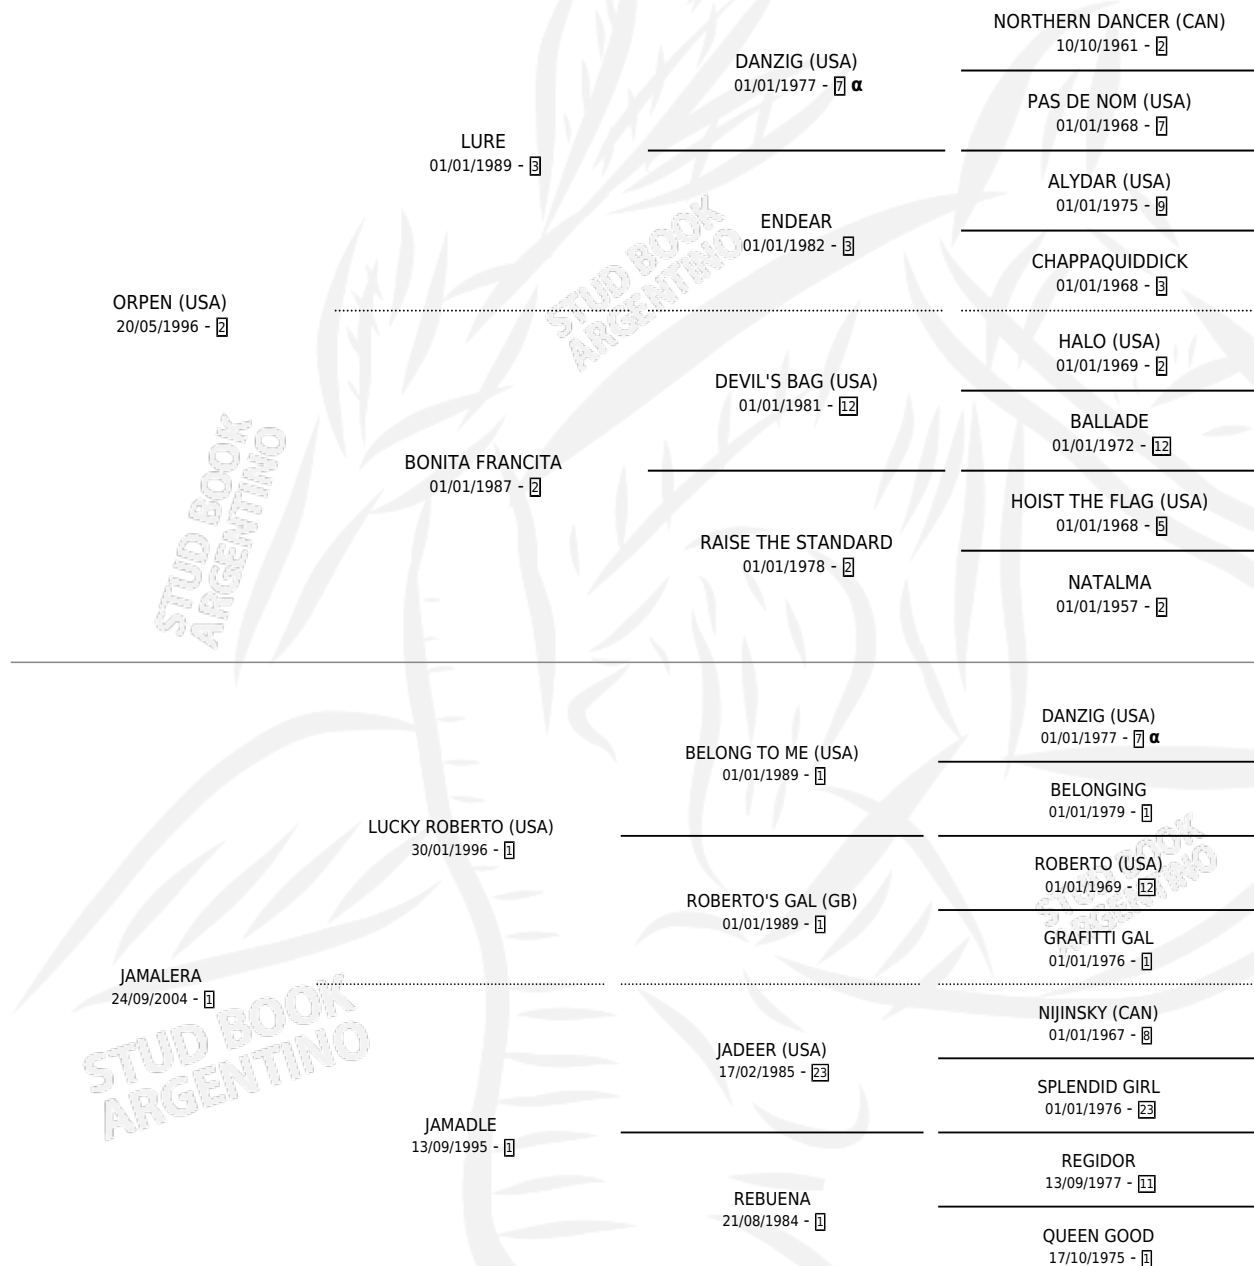 NORTHERN DANCER (CAN)
10/10/1961 - 2
DANZIG (USA)
01/01/1977 - 7 α
PAS DE NOM (USA)
01/01/1968 - 7
LURE
01/01/1989 - 3
ALYDAR (USA)
01/01/1975 - 9
ENDEAR
01/01/1982 - 3
CHAPPAQUIDDICK
01/01/1968 - 3
ORPEN (USA)
20/05/1996 - 2
HALO (USA)
01/01/1969 - 2
DEVIL'S BAG (USA)
01/01/1981 - 12
BALLADE
01/01/1972 - 12
BONITA FRANCITA
01/01/1987 - 2
HOIST THE FLAG (USA)
01/01/1968 - 5
RAISE THE STANDARD
01/01/1978 - 2
NATALMA
01/01/1957 - 2
DANZIG (USA)
01/01/1977 - 7 α
BELONG TO ME (USA)
01/01/1989 - 1
BELONGING
01/01/1979 - 1
LUCKY ROBERTO (USA)
30/01/1996 - 1
ROBERTO (USA)
01/01/1969 - 12
ROBERTO'S GAL (GB)
01/01/1989 - 1
GRAFITTI GAL
01/01/1976 - 1
JAMALERA
24/09/2004 - 1
NIJINSKY (CAN)
01/01/1967 - 8
JADEER (USA)
17/02/1985 - 23
SPLENDID GIRL
01/01/1976 - 23
JAMADLE
13/09/1995 - 1
REGIDOR
13/09/1977 - 11
REBUENA
21/08/1984 - 1
QUEEN GOOD
17/10/1975 - 1
STUD BOOK
ARGENTINO
STUD BOOK
ARGENTINO
STUD BOOK
ARGENTINO
STUD BOOK
ARGENTINO